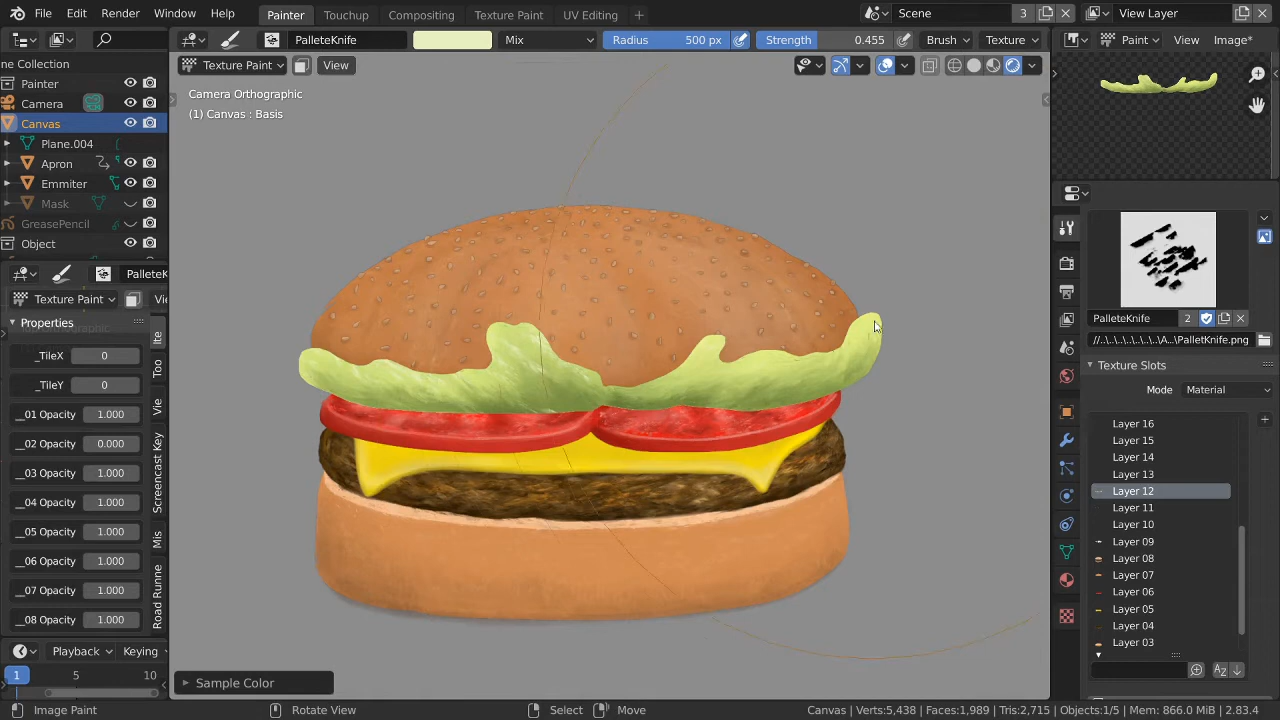 File Edit Render Window Help Painter Touchup Compositing Texture Paint UV Editing + Scene 3 View Layer
PalleteKnife Mix Radius 500 px Strength 0.455 Brush Texture Paint View Image*
ne Collection
Painter
Camera
Canvas
Plane.004
Apron
Emmiter
Mask
GreasePencil
Object
PalletK
Texture Paint Vi
Properties
_TileX 0
_TileY 0
_01 Opacity 1.000
_02 Opacity 0.000
_03 Opacity 1.000
_04 Opacity 1.000
_05 Opacity 1.000
_06 Opacity 1.000
_07 Opacity 1.000
_08 Opacity 1.000
Ite
Too
Vie
Screencast Key
Mis
Road Runne
Playback Keying
1 5 10
Texture Paint View
Camera Orthographic
(1) Canvas : Basis
Sample Color
PalleteKnife 2
//..\..\..\..\..\A...\PalletKnife.png
Texture Slots
Mode Material
Layer 16
Layer 15
Layer 14
Layer 13
Layer 12
Layer 11
Layer 10
Layer 09
Layer 08
Layer 07
Layer 06
Layer 05
Layer 04
Layer 03
Image Paint Rotate View Select Move Canvas | Verts:5,438 | Faces:1,989 | Tris:2,715 | Objects:1/5 | Mem: 866.0 MiB | 2.83.4